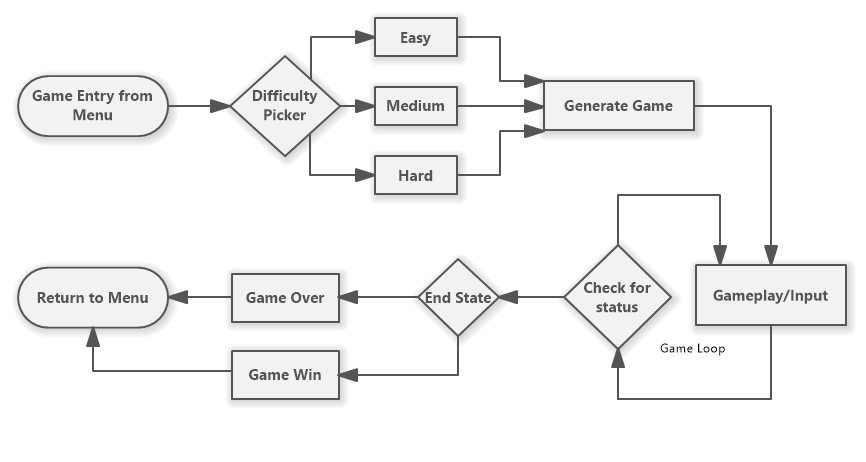 Easy
Game Entry from
Menu
Difficulty
Picker
Medium
Generate Game
Hard
Return to Menu
Game Over
End State
Check for
status
Gameplay/Input
Game Loop
Game Win